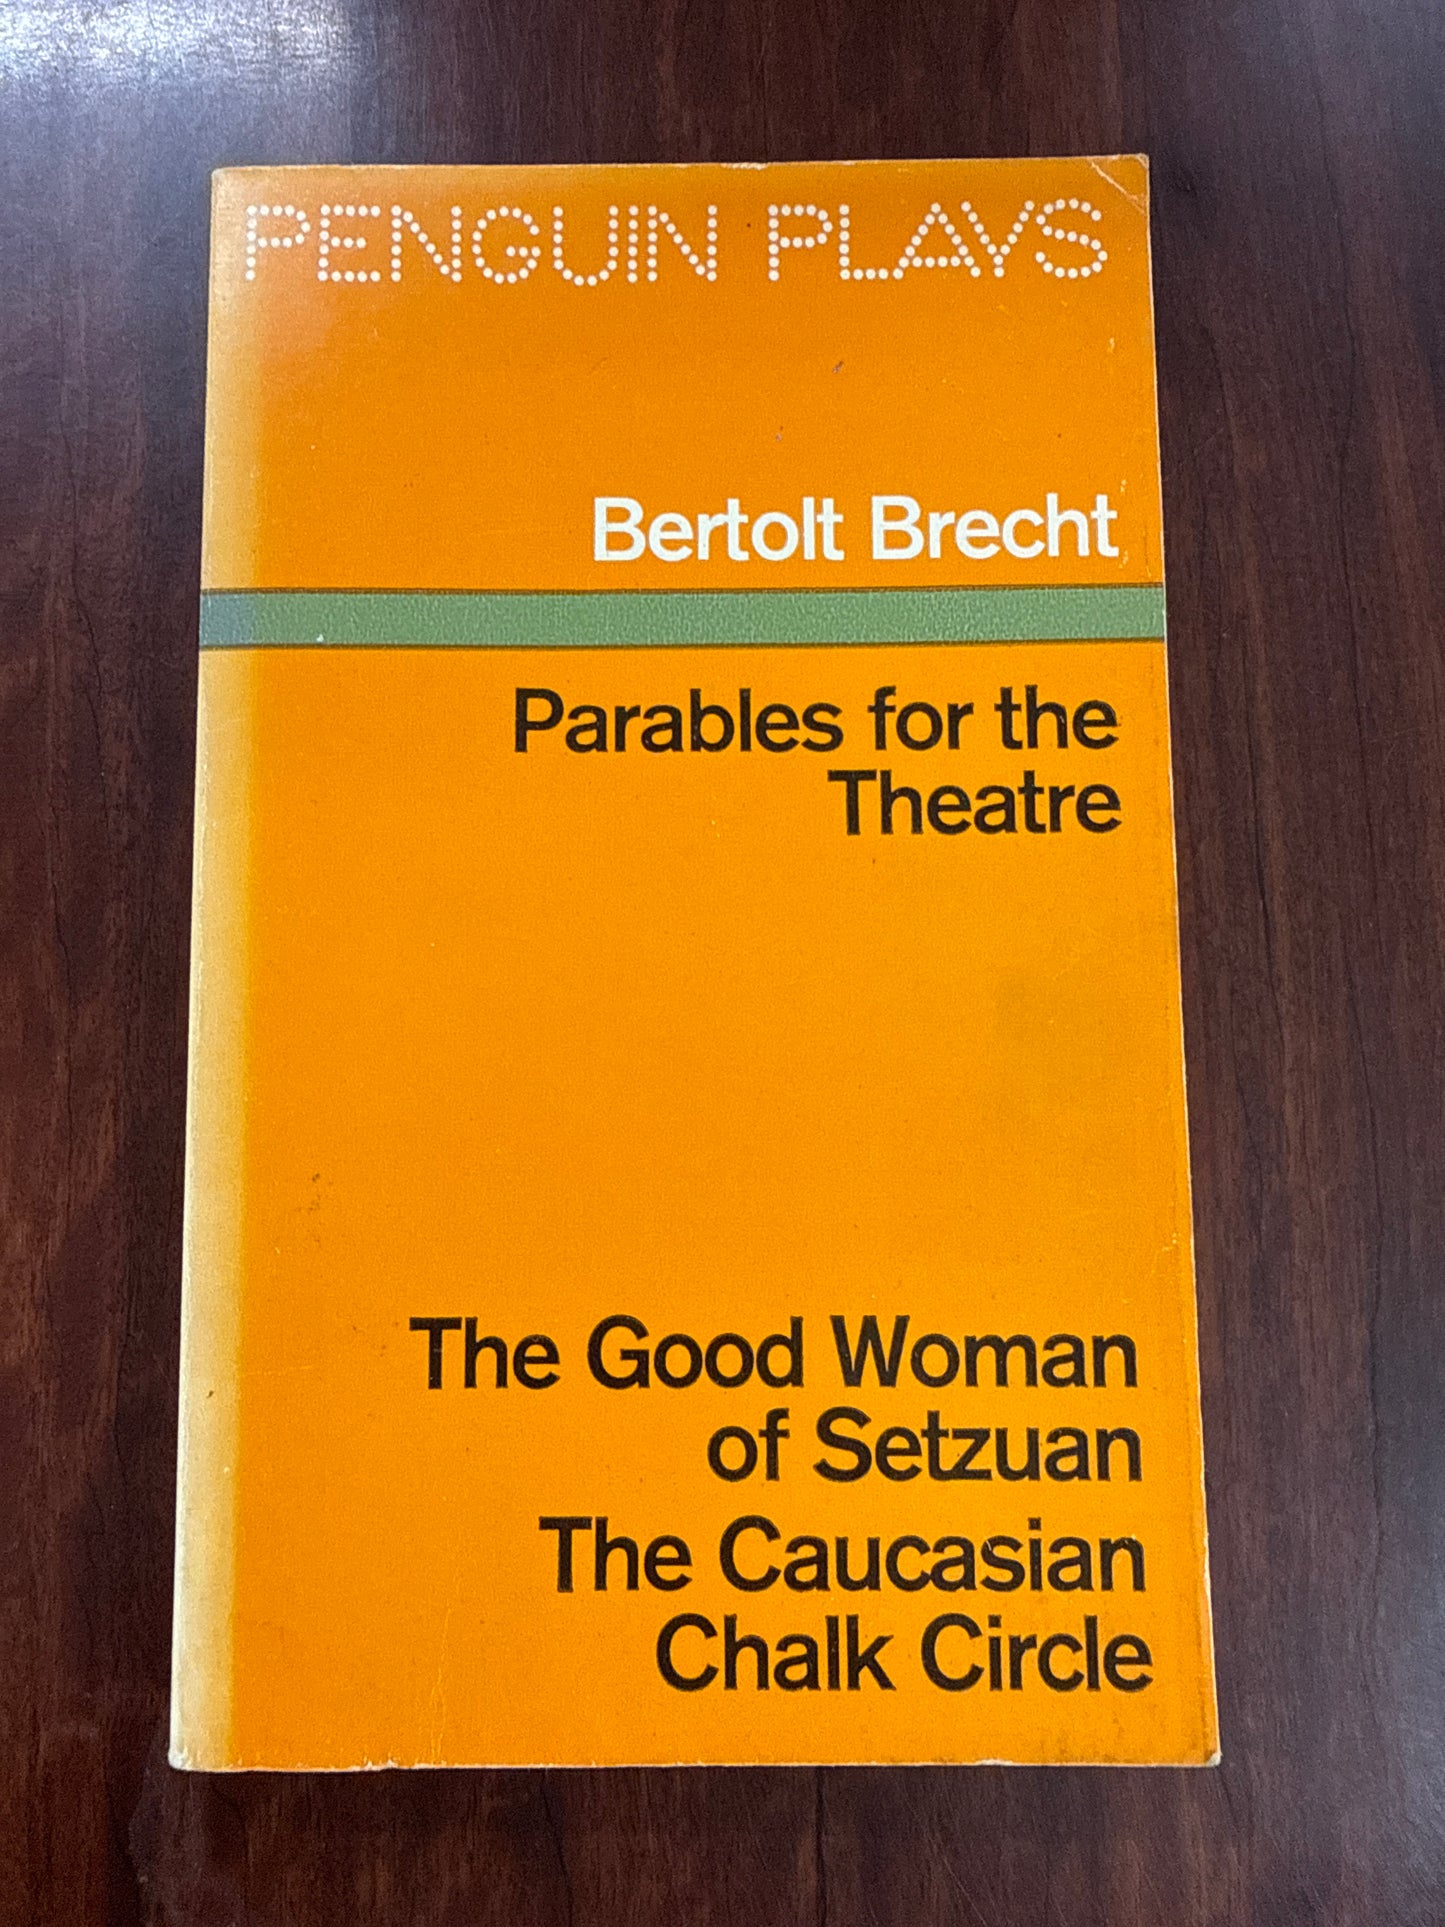 PENGUIN PLAYS
Bertolt Brecht
Parables for the
Theatre
The Good Woman
of Setzuan
The Caucasian
Chalk Circle